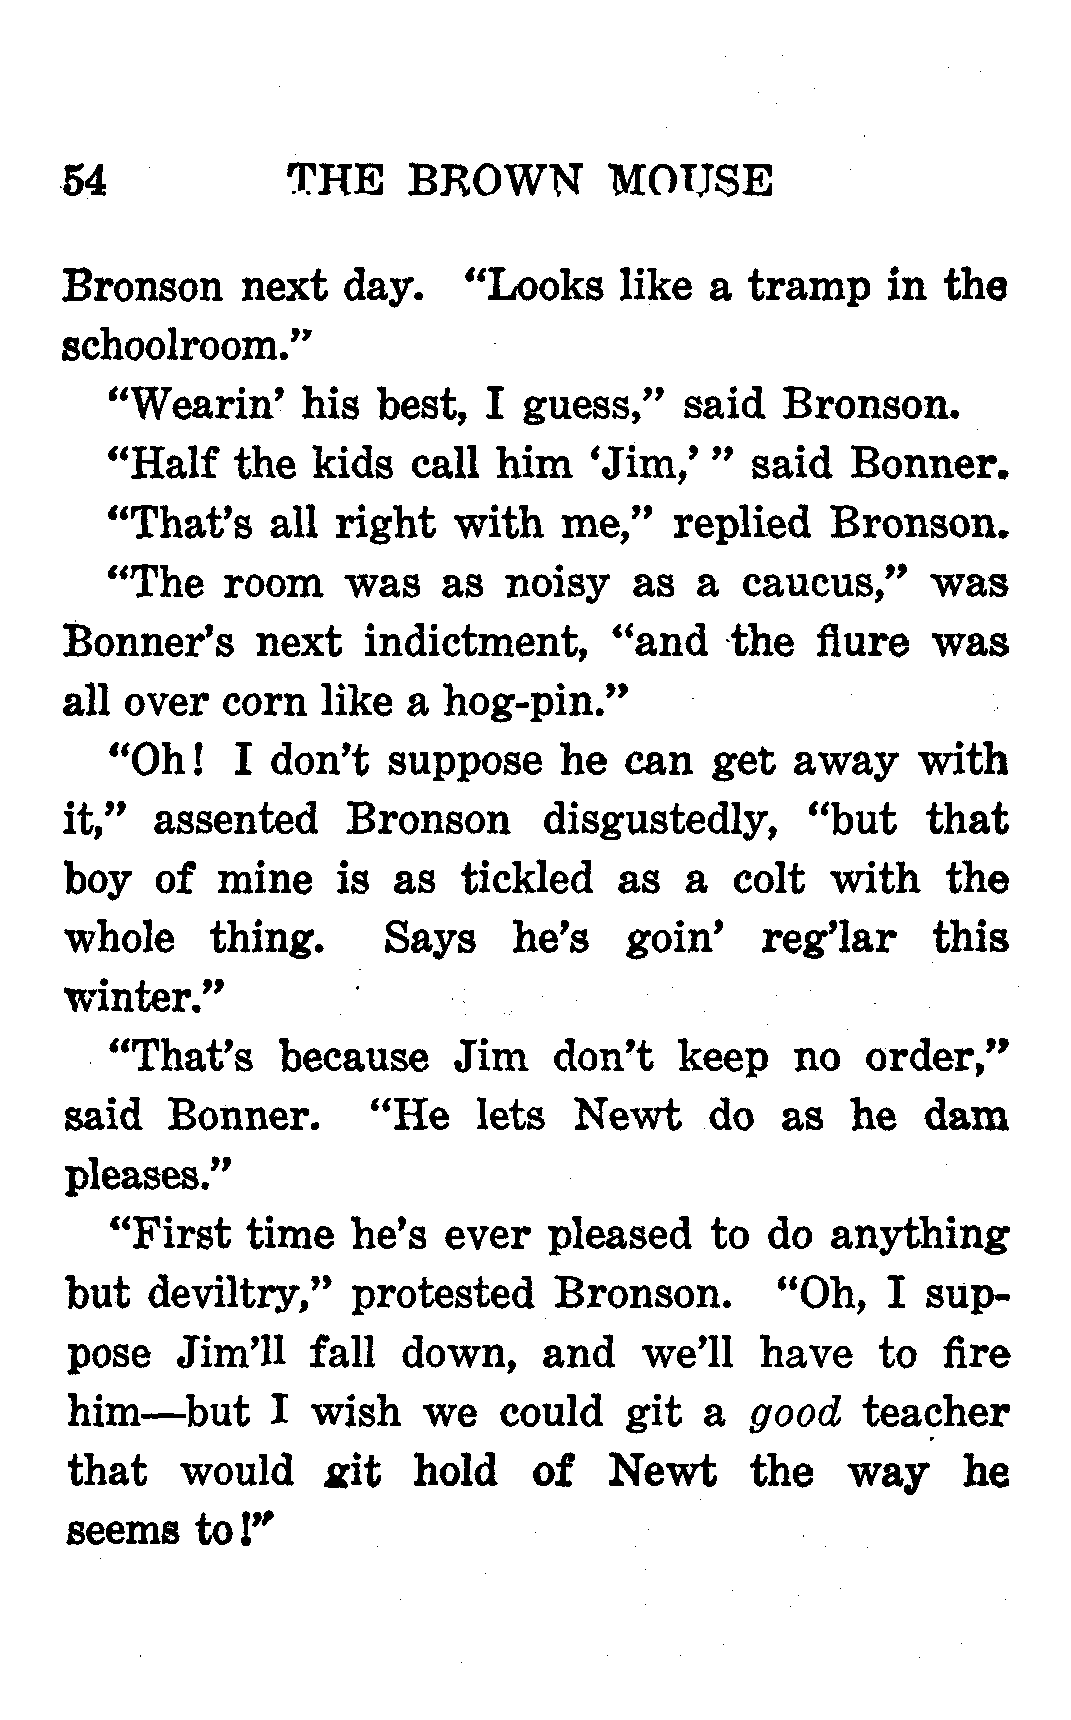 54 THE BROWN MOUSE
Bronson next day. “Looks like a tramp in the
schoolroom.”
“Wearin’ his best, I guess,” said Bronson.
“Half the kids call him ‘Jim,’ ” said Bonner.
“That’s all right with me,” replied Bronson.
“The room was as noisy as a caucus,” was
Bonner’s next indictment, “and the flure was
all over corn like a hog-pin.”
“Oh! I don’t suppose he can get away with
it,” assented Bronson disgustedly, “but that
boy of mine is as tickled as a colt with the
whole thing. Says he’s goin’ reg’lar this
winter.”
“That’s because Jim don’t keep no order,”
said Bonner. “He lets Newt do as he dam
pleases.”
“First time he’s ever pleased to do anything
but deviltry,” protested Bronson. “Oh, I sup-
pose Jim’ll fall down, and we’ll have to fire
him—but I wish we could git a good teacher
that would git hold of Newt the way he
seems to!”